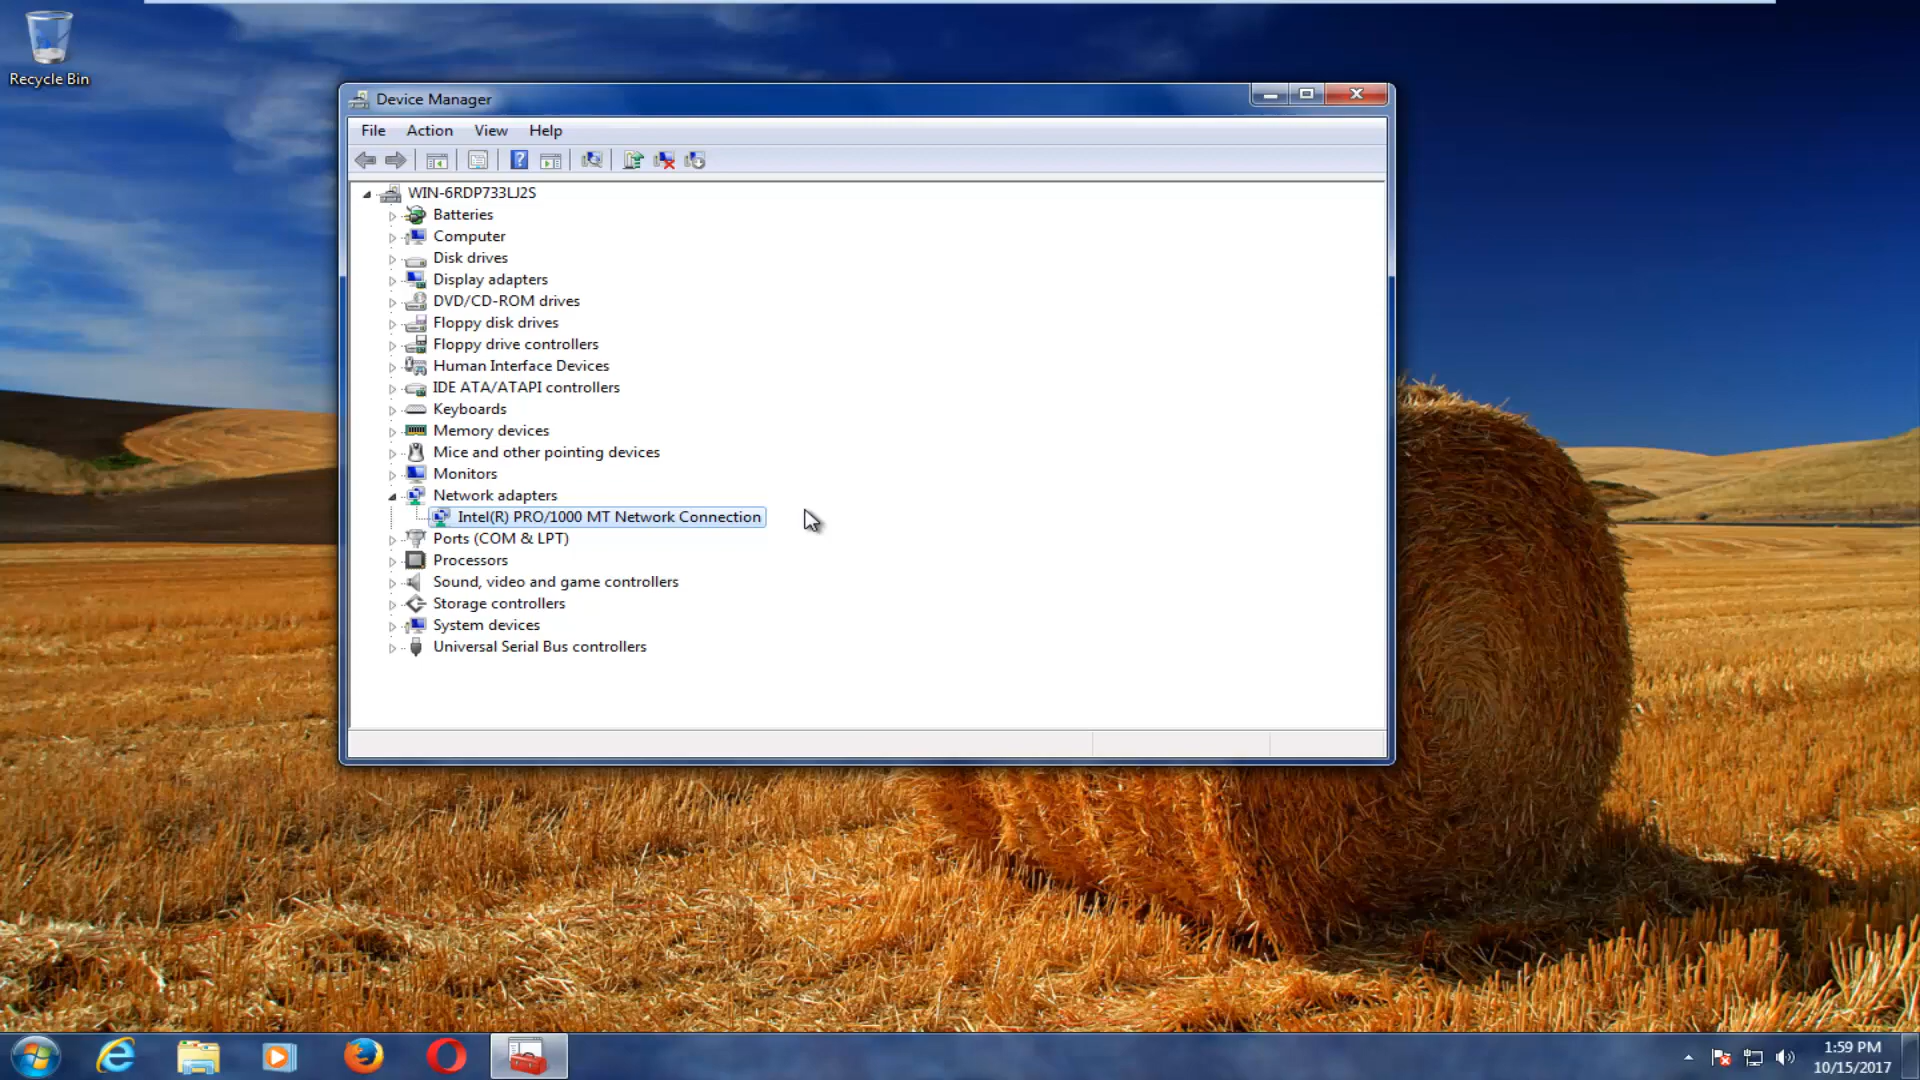 Recycle Bin
Device Manager
File Action View Help
WIN-6RDP733LJ2S
Batteries
Computer
Disk drives
Display adapters
DVD/CD-ROM drives
Floppy disk drives
Floppy drive controllers
Human Interface Devices
IDE ATA/ATAPI controllers
Keyboards
Memory devices
Mice and other pointing devices
Monitors
Network adapters
Intel(R) PRO/1000 MT Network Connection
Ports (COM & LPT)
Processors
Sound, video and game controllers
Storage controllers
System devices
Universal Serial Bus controllers
1:59 PM
10/15/2017